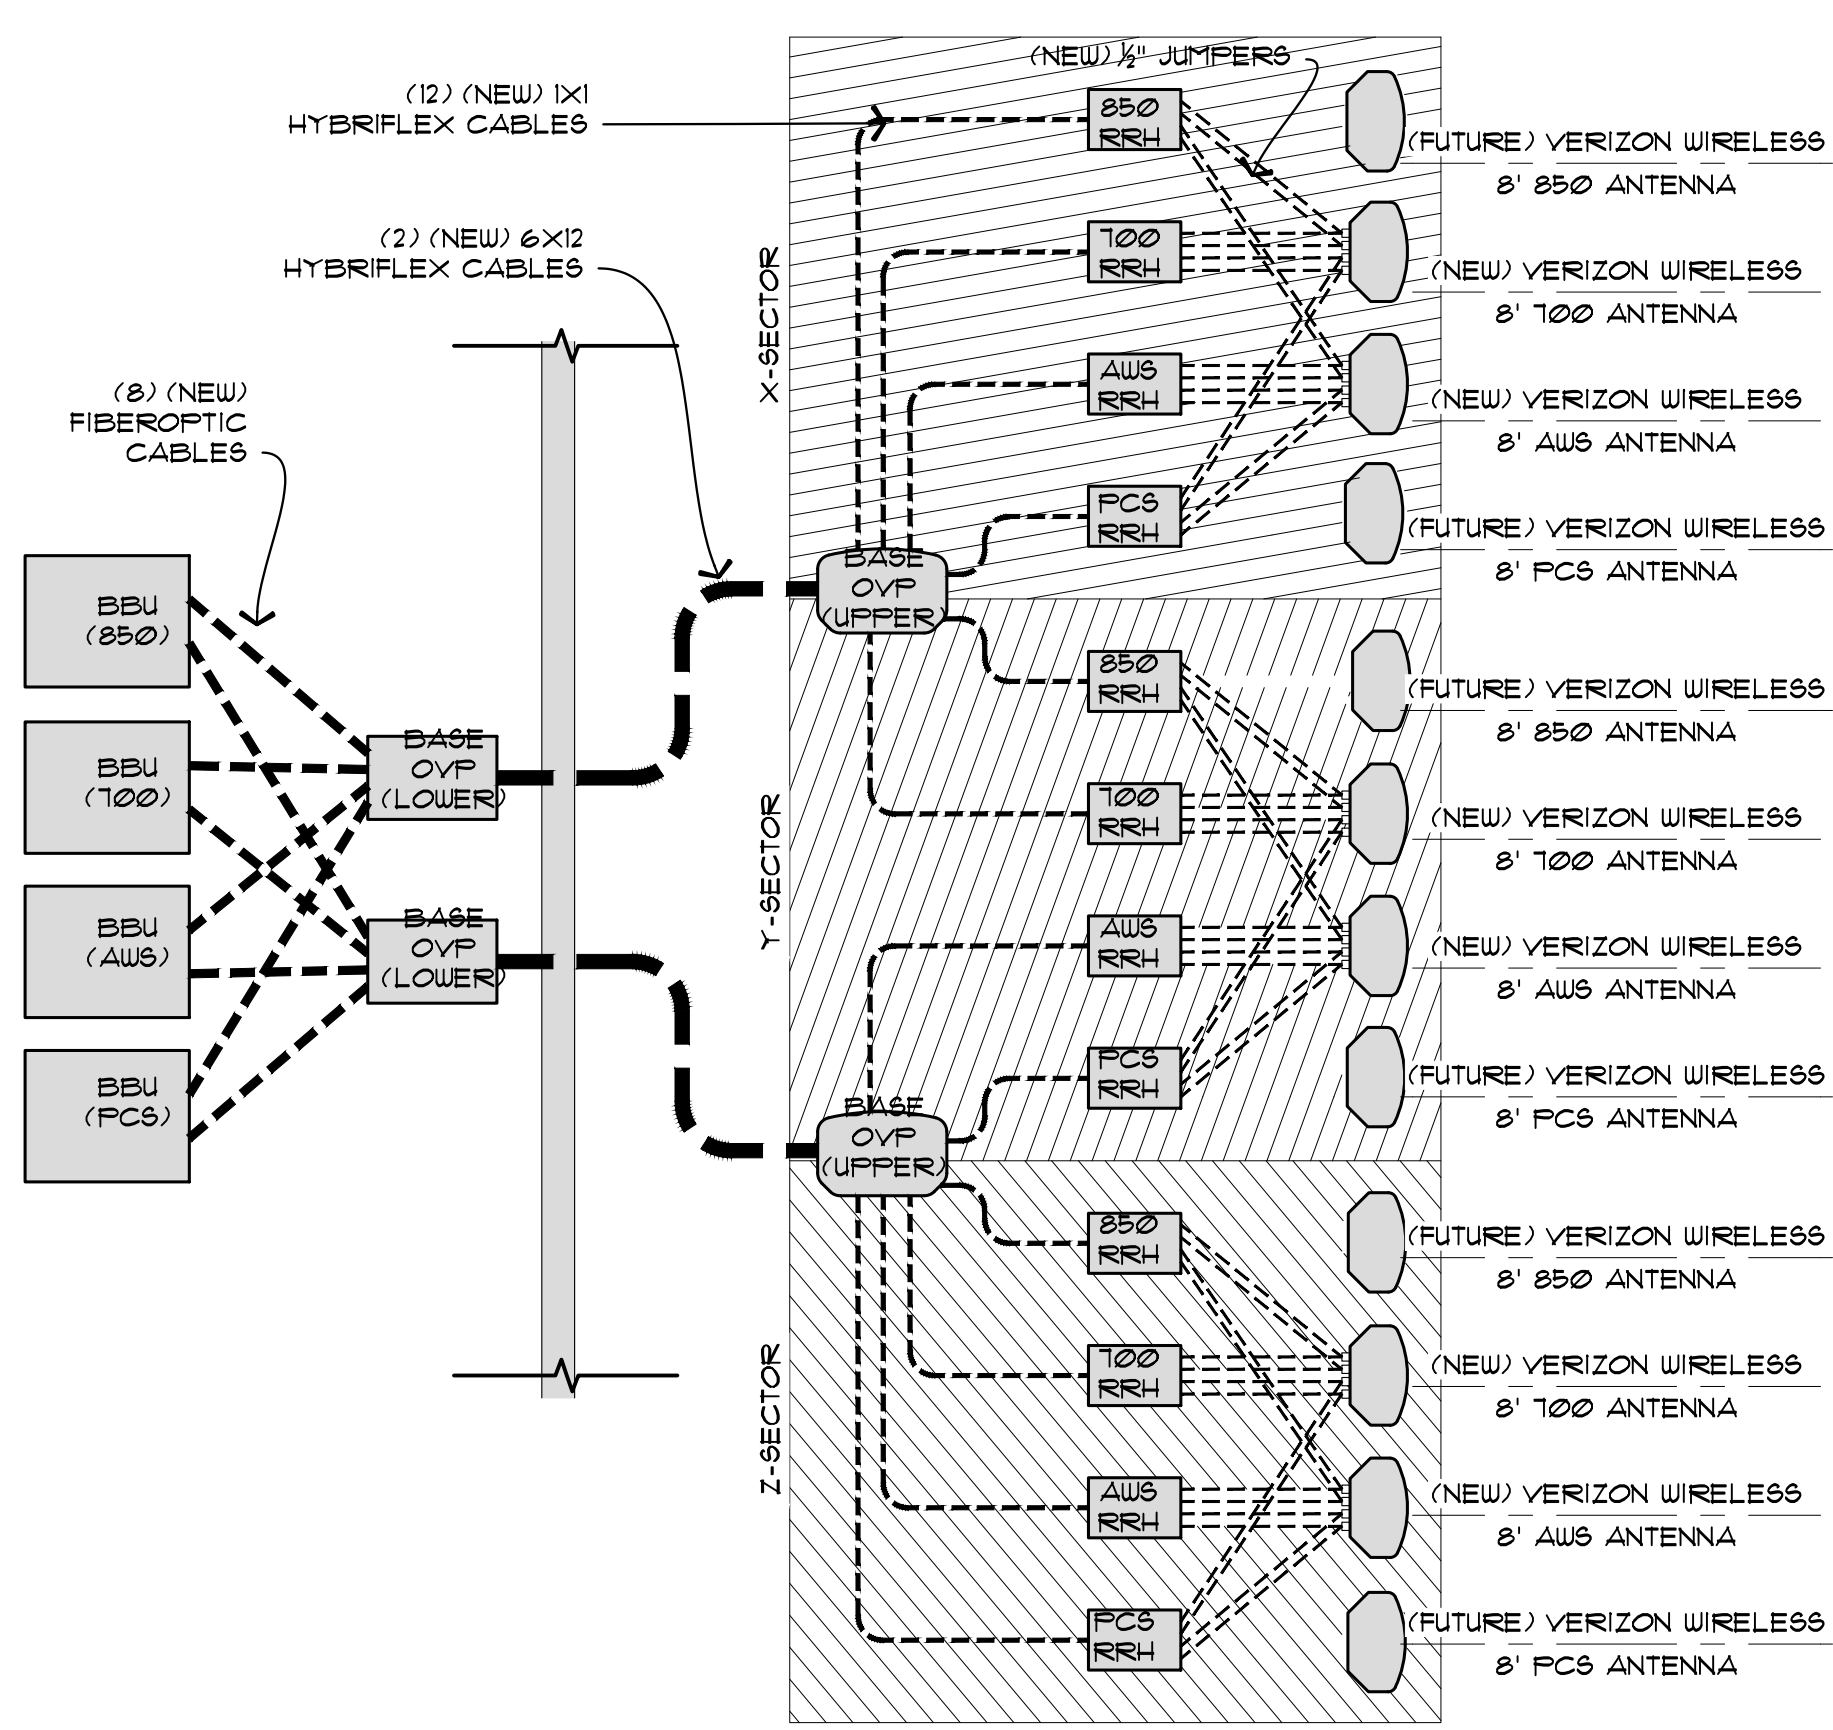 (NEW) ½" JUMPERS
(12) (NEW) 1X1
HYBRIFLEX CABLES
(2) (NEW) 6X12
HYBRIFLEX CABLES
(8) (NEW)
FIBEROPTIC
CABLES
BBU
(850)
BBU
(700)
BBU
(AWS)
BBU
(PCS)
BASE
OVP
(LOWER)
BASE
OVP
(LOWER)
BASE
OVP
(UPPER)
BASE
OVP
(UPPER)
X-SECTOR
850
RRH
700
RRH
AWS
RRH
PCS
RRH
(FUTURE) VERIZON WIRELESS
8' 850 ANTENNA
(NEW) VERIZON WIRELESS
8' 700 ANTENNA
(NEW) VERIZON WIRELESS
8' AWS ANTENNA
(FUTURE) VERIZON WIRELESS
8' PCS ANTENNA
Y-SECTOR
850
RRH
700
RRH
AWS
RRH
PCS
RRH
(FUTURE) VERIZON WIRELESS
8' 850 ANTENNA
(NEW) VERIZON WIRELESS
8' 700 ANTENNA
(NEW) VERIZON WIRELESS
8' AWS ANTENNA
(FUTURE) VERIZON WIRELESS
8' PCS ANTENNA
Z-SECTOR
850
RRH
700
RRH
AWS
RRH
PCS
RRH
(FUTURE) VERIZON WIRELESS
8' 850 ANTENNA
(NEW) VERIZON WIRELESS
8' 700 ANTENNA
(NEW) VERIZON WIRELESS
8' AWS ANTENNA
(FUTURE) VERIZON WIRELESS
8' PCS ANTENNA